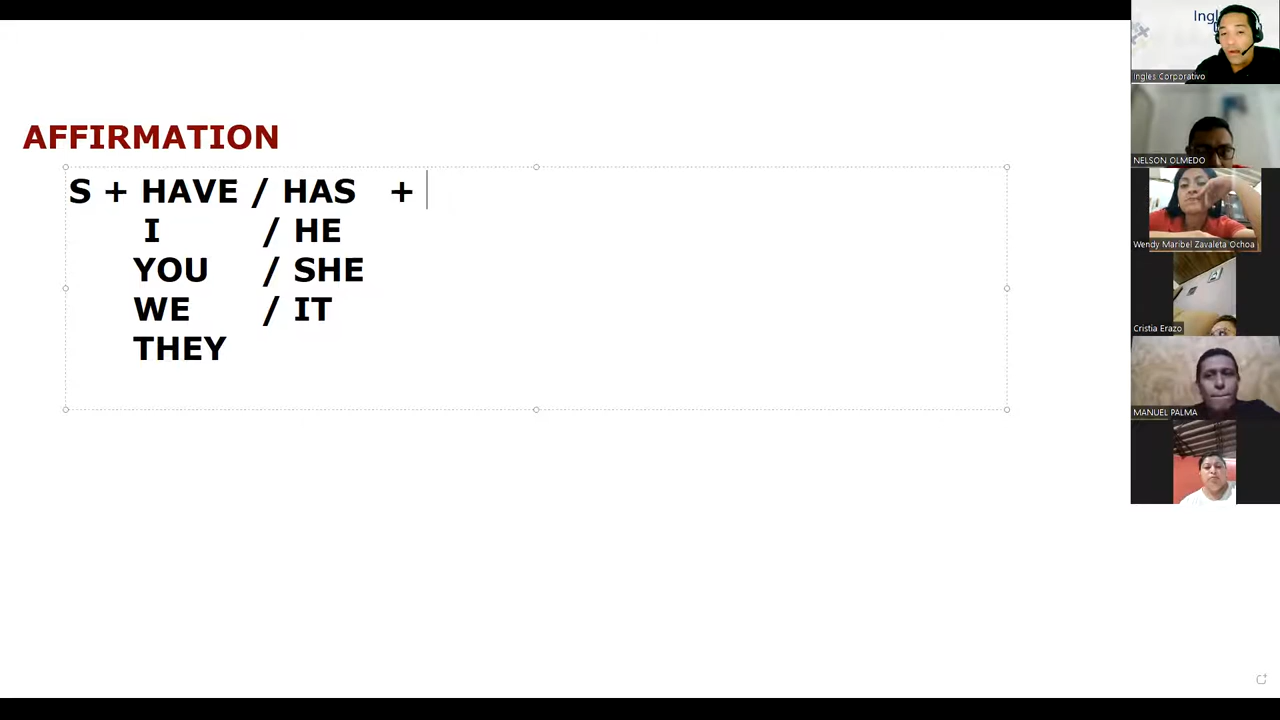 AFFIRMATION
S + HAVE / HAS + 
I / HE
YOU / SHE
WE / IT
THEY
Ingles Corporativo
NELSON OLMEDO
Wendy Maribel Zavaleta Ochoa
Cristia Erazo
MANUEL PALMA